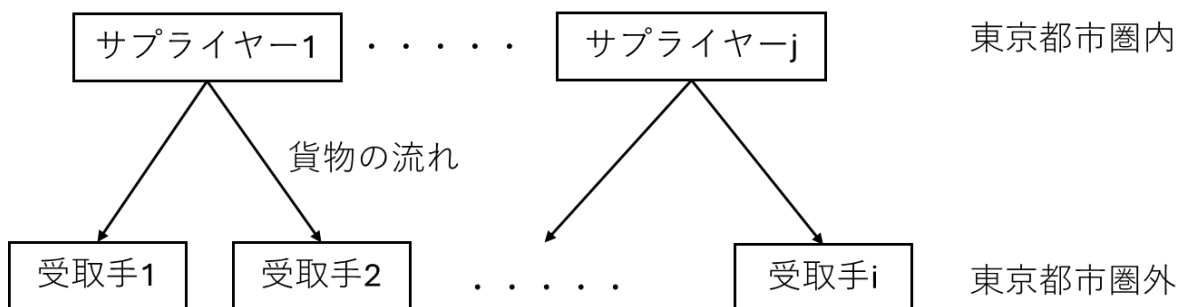 サプライヤー1 ・・・・・ サプライヤーj 東京都市圏内
貨物の流れ
受取手1 受取手2 ・・・・・ 受取手i 東京都市圏外